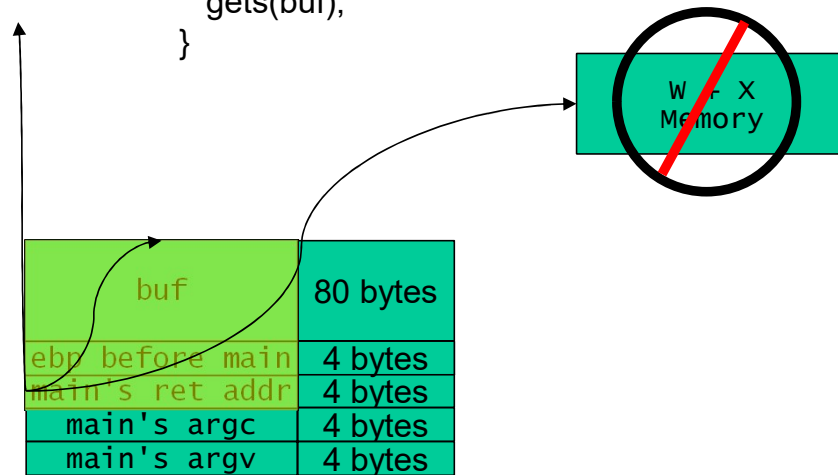 gets(buf);
}
W + X
Memory
buf 80 bytes
ebp before main 4 bytes
main's ret addr 4 bytes
main's argc 4 bytes
main's argv 4 bytes